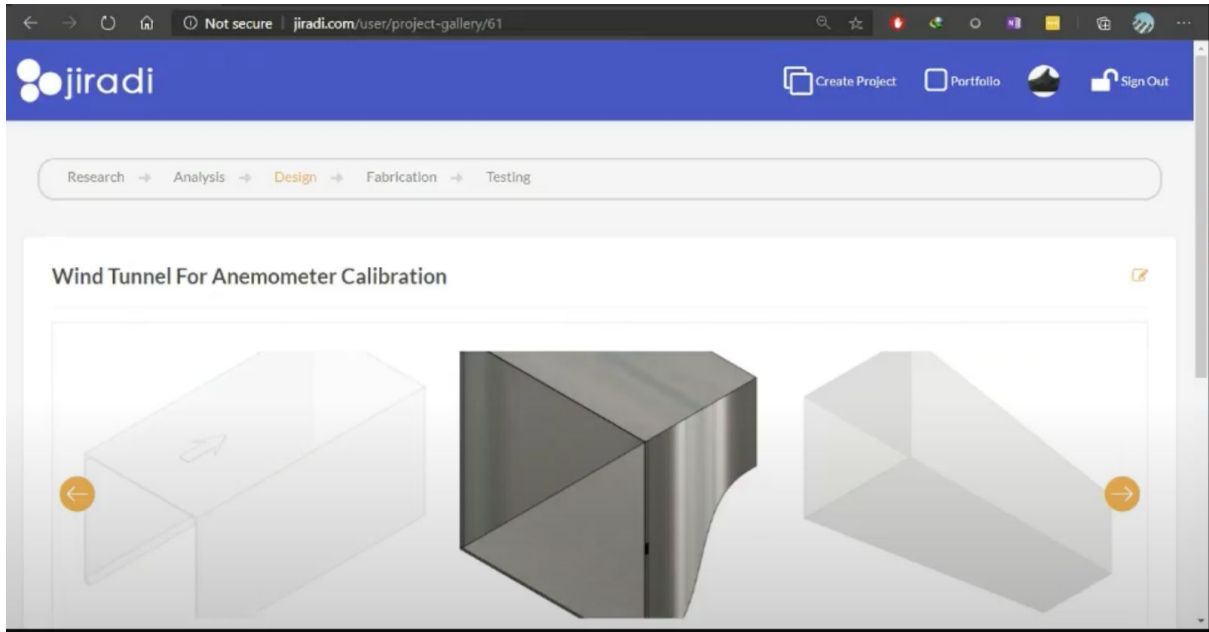 Not secure jiradi.com/user/project-gallery/61
jiradi
Create Project Portfolio Sign Out
Research Analysis Design Fabrication Testing
Wind Tunnel For Anemometer Calibration